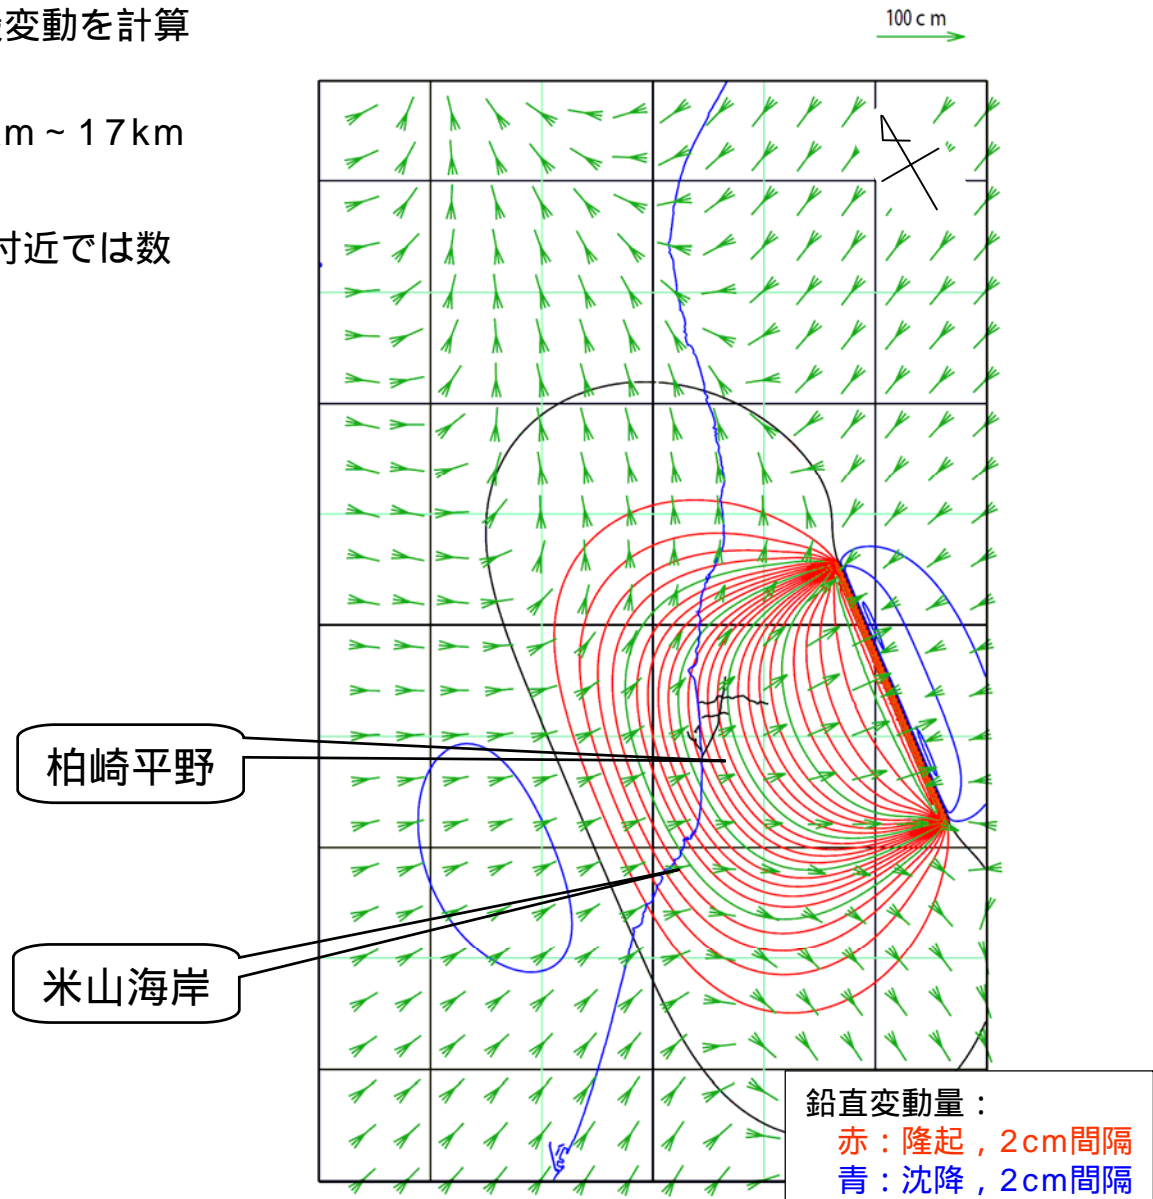 変動を計算
100 cm
m ~ 17km
付近では数
柏崎平野
米山海岸
鉛直変動量:
赤:隆起,2cm間隔
青:沈降,2cm間隔